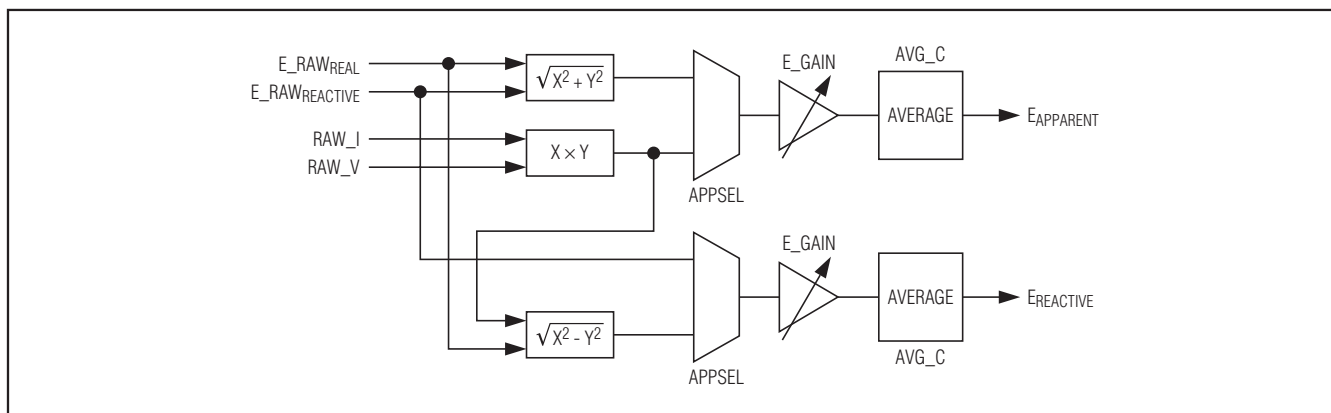 E_RAWREAL
E_RAWREACTIVE
RAW_I
RAW_V
√X² + Y²
X × Y
APPSEL
E_GAIN
AVG_C
AVERAGE
EAPPARENT
√X² - Y²
APPSEL
E_GAIN
AVERAGE
AVG_C
EREACTIVE